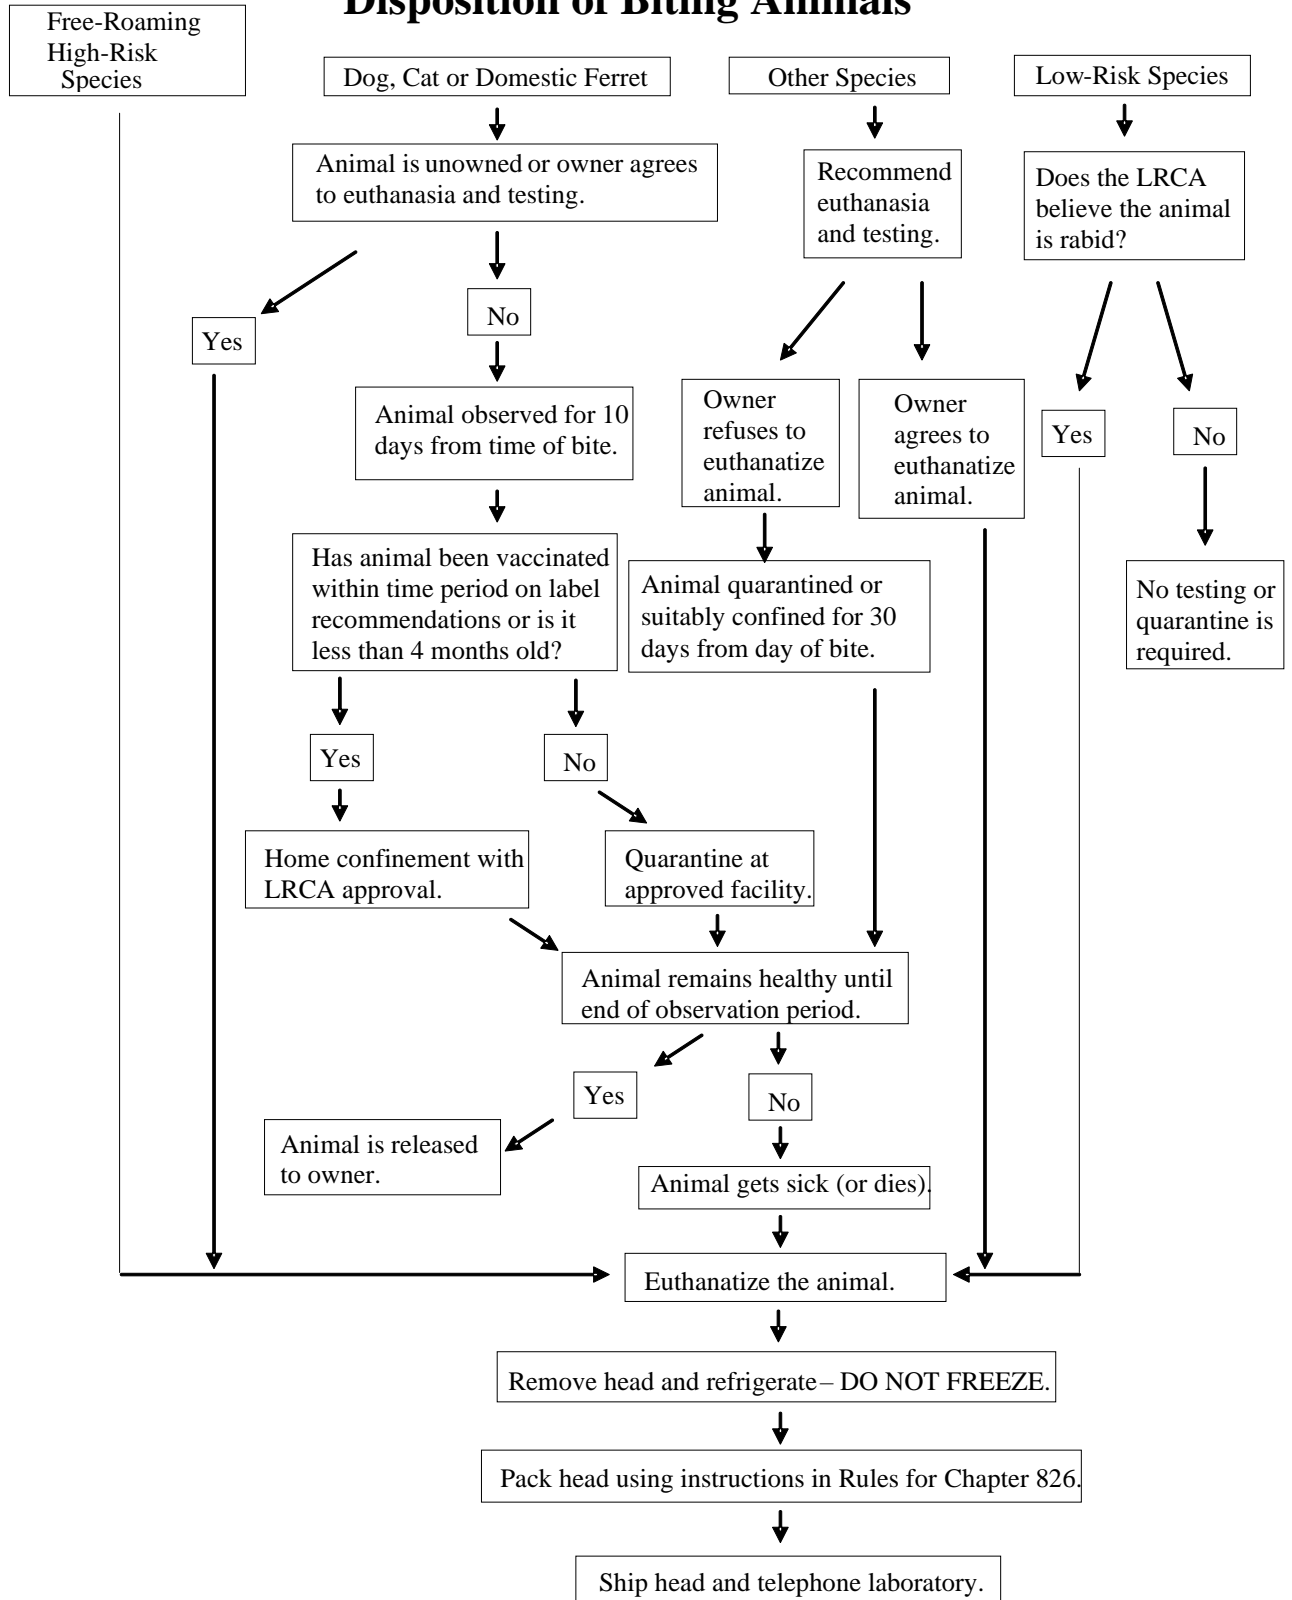 Disposition of Biting Animals
Free-Roaming
High-Risk
Species
Dog, Cat or Domestic Ferret
Other Species
Low-Risk Species
Animal is unowned or owner agrees
to euthanasia and testing.
Recommend
euthanasia
and testing.
Does the LRCA
believe the animal
is rabid?
Yes
No
Animal observed for 10
days from time of bite.
Owner
refuses to
euthanatize
animal.
Owner
agrees to
euthanatize
animal.
Yes
No
Has animal been vaccinated
within time period on label
recommendations or is it
less than 4 months old?
Animal quarantined or
suitably confined for 30
days from day of bite.
No testing or
quarantine is
required.
Yes
No
Home confinement with
LRCA approval.
Quarantine at
approved facility.
Animal remains healthy until
end of observation period.
Yes
No
Animal is released
to owner.
Animal gets sick (or dies).
Euthanatize the animal.
Remove head and refrigerate – DO NOT FREEZE.
Pack head using instructions in Rules for Chapter 826.
Ship head and telephone laboratory.